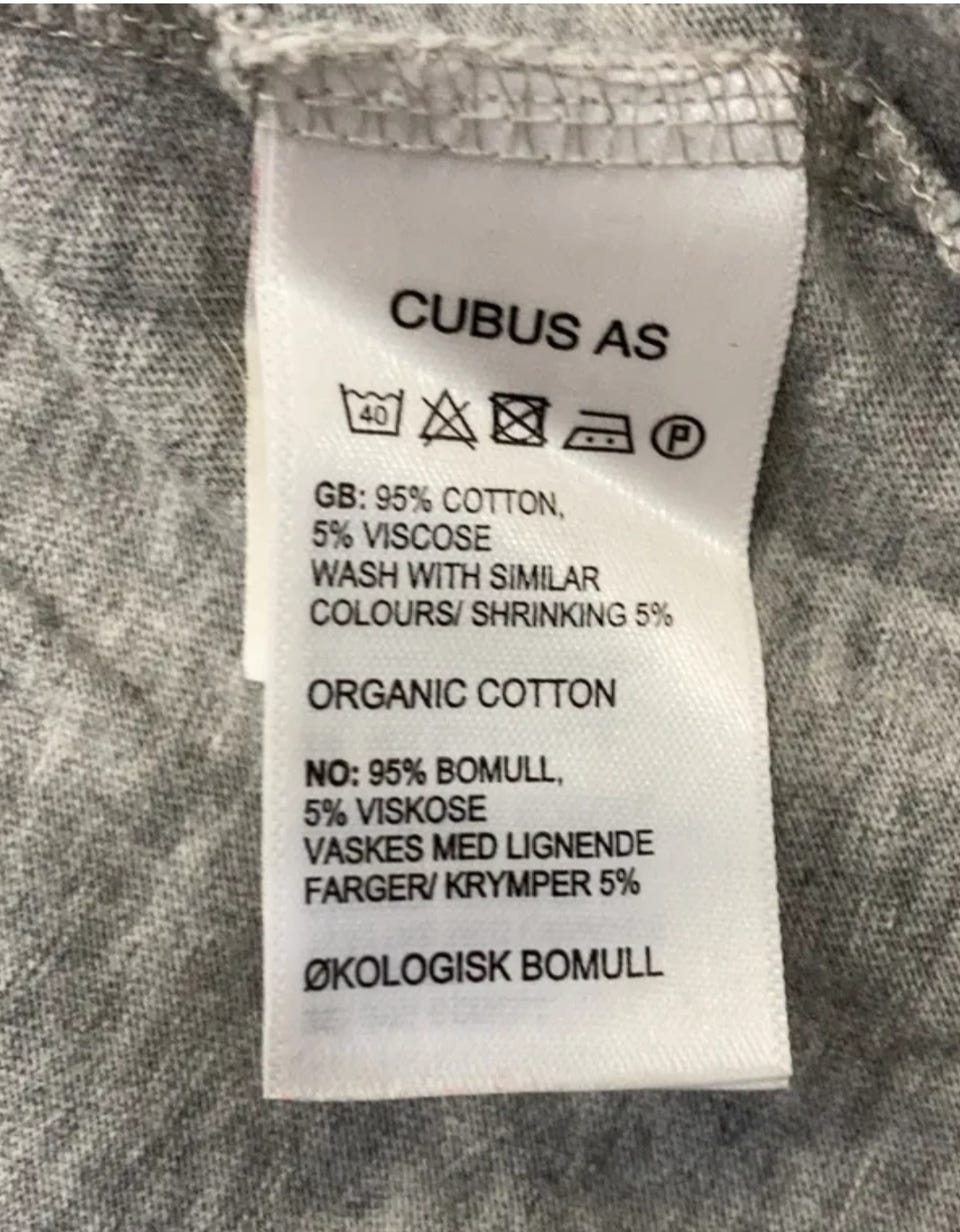 CUBUS AS
40 P
GB: 95% COTTON,
5% VISCOSE
WASH WITH SIMILAR
COLOURS/ SHRINKING 5%
ORGANIC COTTON
NO: 95% BOMULL,
5% VISKOSE
VASKES MED LIGNENDE
FARGER/ KRYMPER 5%
ØKOLOGISK BOMULL